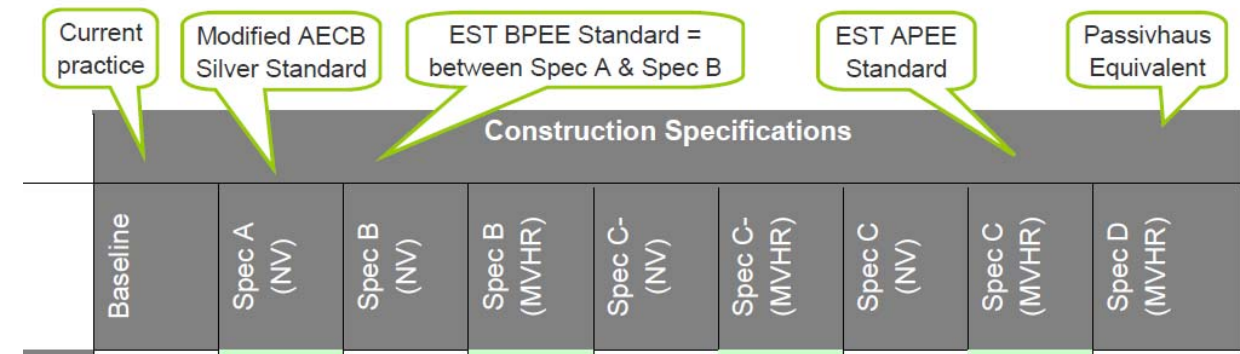 Current
practice
Modified AECB
Silver Standard
EST BPEE Standard =
between Spec A & Spec B
EST APEE
Standard
Passivhaus
Equivalent
Construction Specifications
Baseline
Spec A
(NV)
Spec B
(NV)
Spec B
(MVHR)
Spec C-
(NV)
Spec C-
(MVHR)
Spec C
(NV)
Spec C
(MVHR)
Spec D
(MVHR)